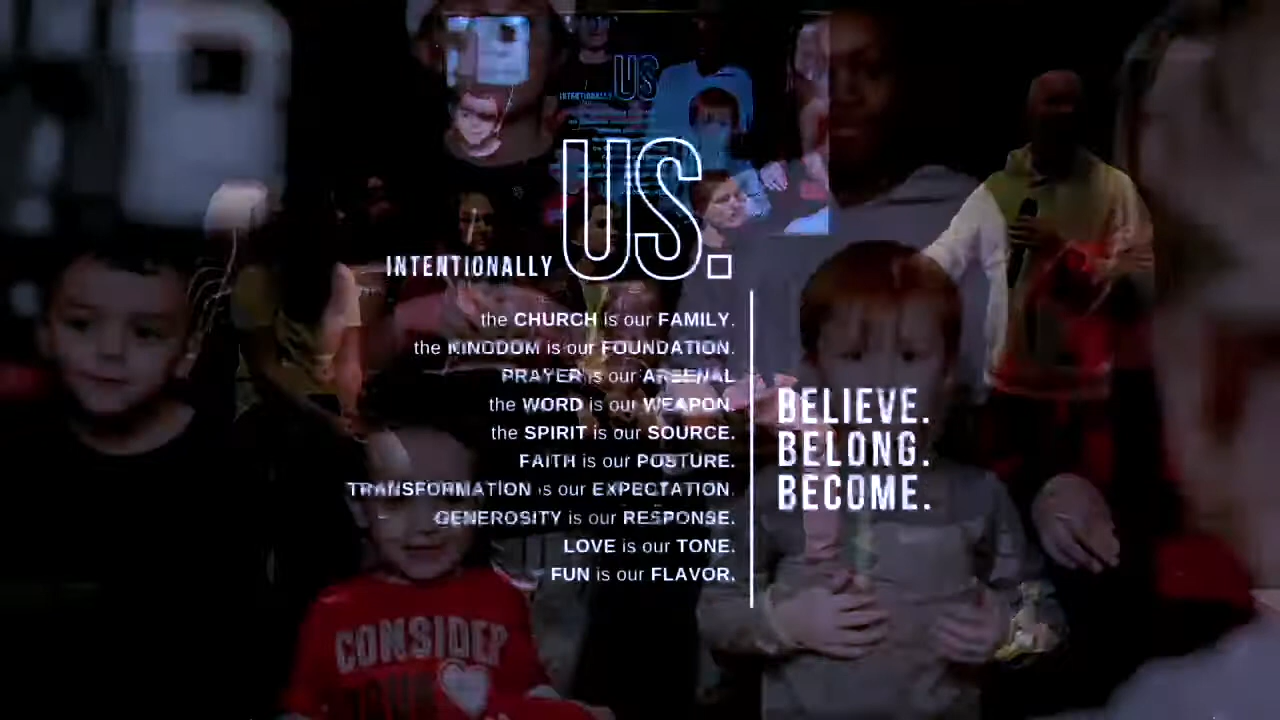 US
INTENTIONALLY
INTENTIONALLY US.
the CHURCH is our FAMILY.
the KINGDOM is our FOUNDATION.
PRAYER is our ARSENAL
the WORD is our WEAPON.
the SPIRIT is our SOURCE.
FAITH is our POSTURE.
TRANSFORMATION is our EXPECTATION.
GENEROSITY is our RESPONSE.
LOVE is our TONE.
FUN is our FLAVOR.
BELIEVE.
BELONG.
BECOME.
CONSIDER